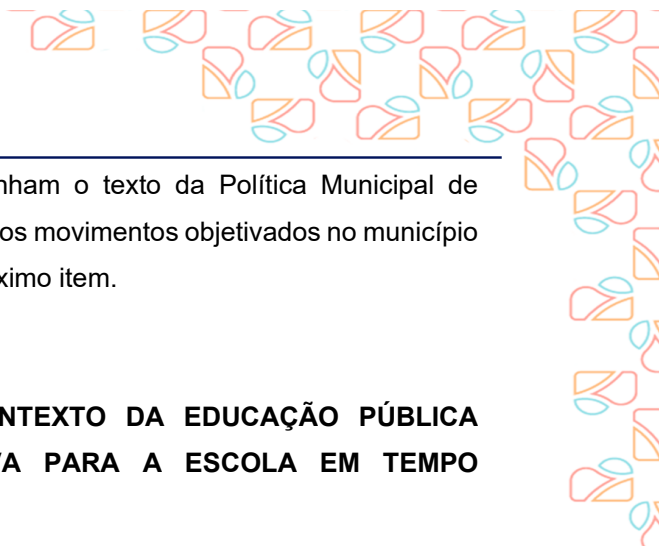 nham o texto da Política Municipal de
os movimentos objetivados no município
ximo item.
NTEXTO DA EDUCAÇÃO PÚBLICA
VA PARA A ESCOLA EM TEMPO